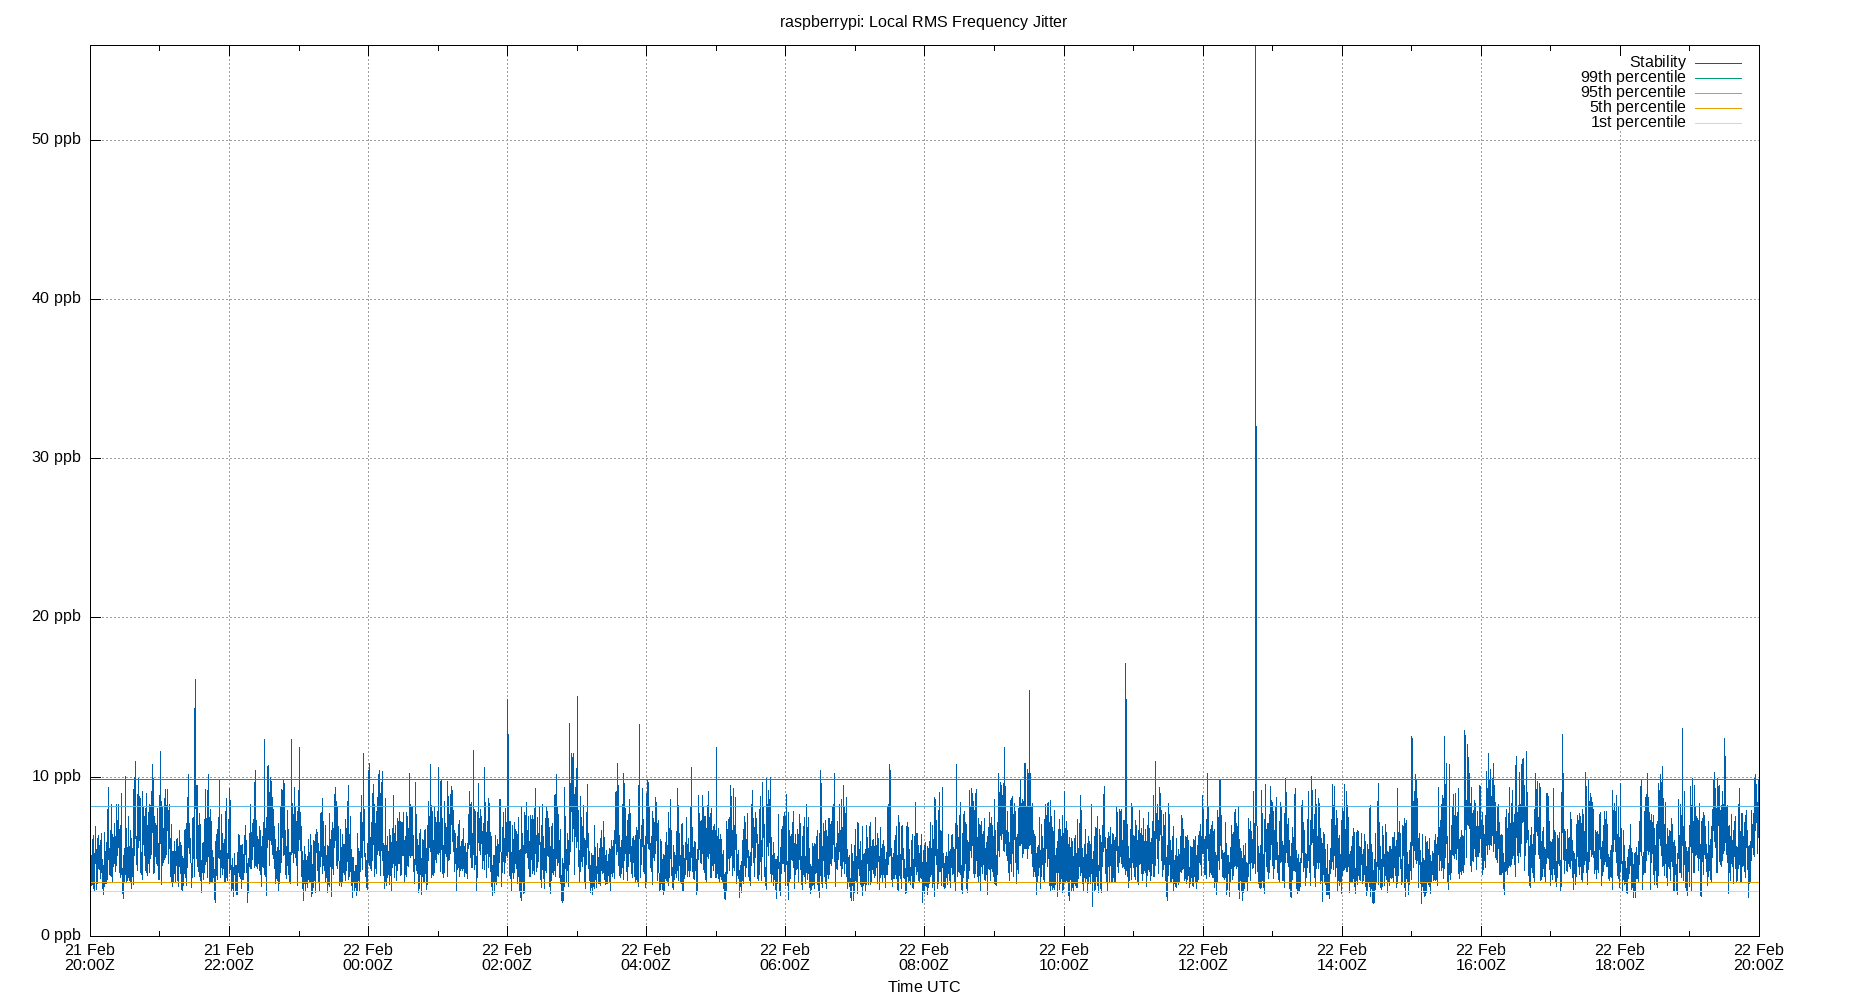 raspberrypi: Local RMS Frequency Jitter
Stability
99th percentile
95th percentile
5th percentile
1st percentile
50 ppb
40 ppb
30 ppb
20 ppb
10 ppb
0 ppb
21 Feb 21 Feb 22 Feb 22 Feb 22 Feb 22 Feb 22 Feb 22 Feb 22 Feb 22 Feb 22 Feb 22 Feb 22 Feb
20:00Z 22:00Z 00:00Z 02:00Z 04:00Z 06:00Z 08:00Z 10:00Z 12:00Z 14:00Z 16:00Z 18:00Z 20:00Z
Time UTC